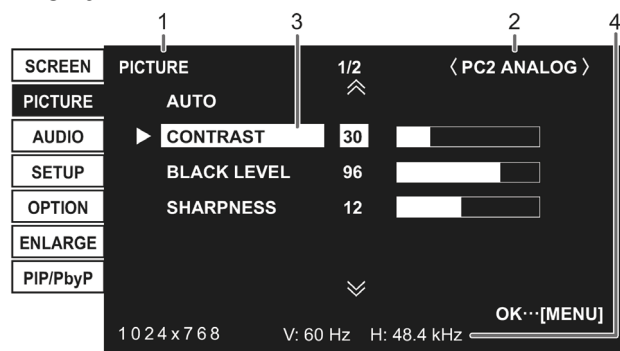 1 3 2 4
SCREEN PICTURE 1/2 〈 PC2 ANALOG 〉
PICTURE AUTO
AUDIO CONTRAST 30
SETUP BLACK LEVEL 96
OPTION SHARPNESS 12
ENLARGE
PIP/PbyP
OK···[MENU]
1024x768 V: 60 Hz H: 48.4 kHz